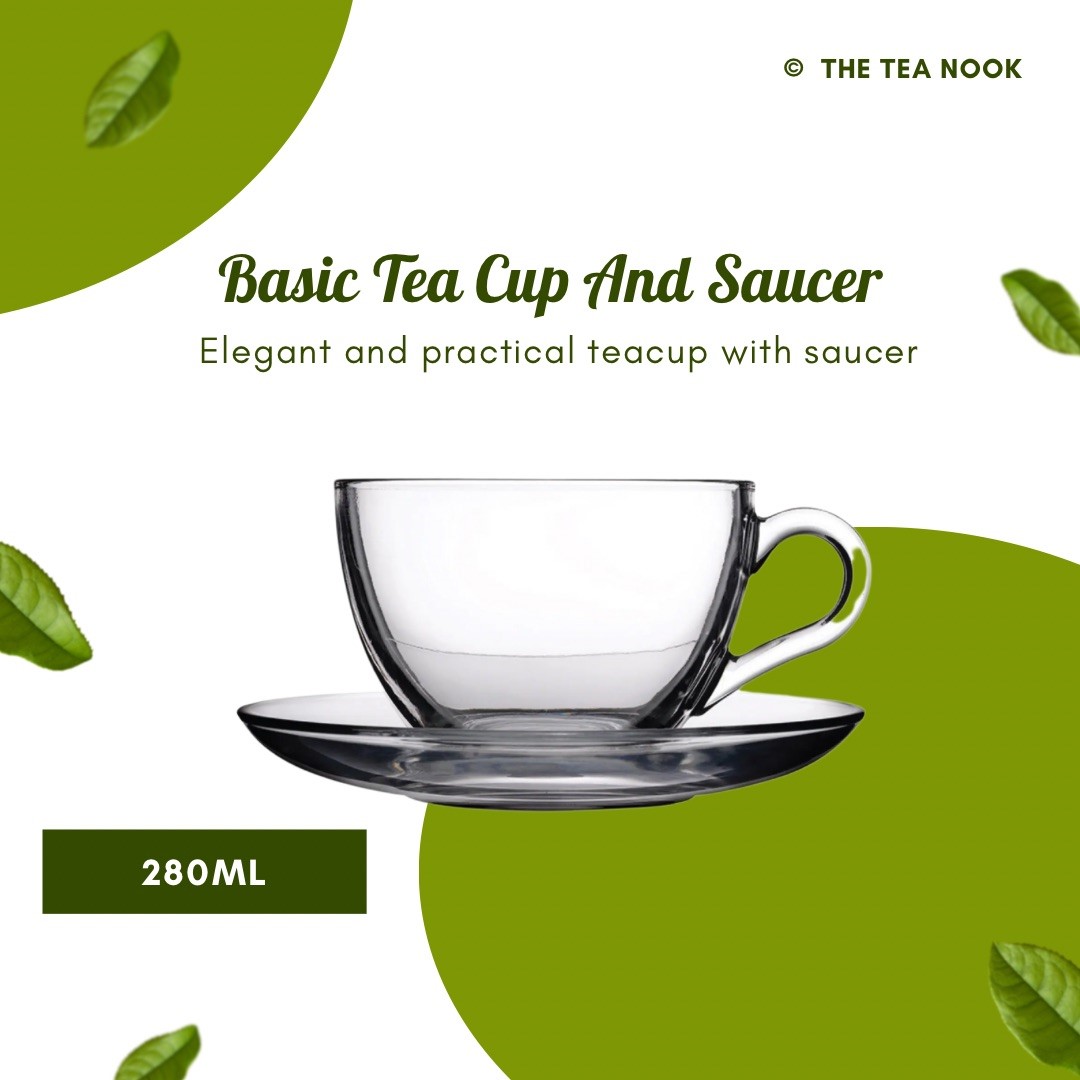 © THE TEA NOOK
Basic Tea Cup And Saucer
Elegant and practical teacup with saucer
280ML